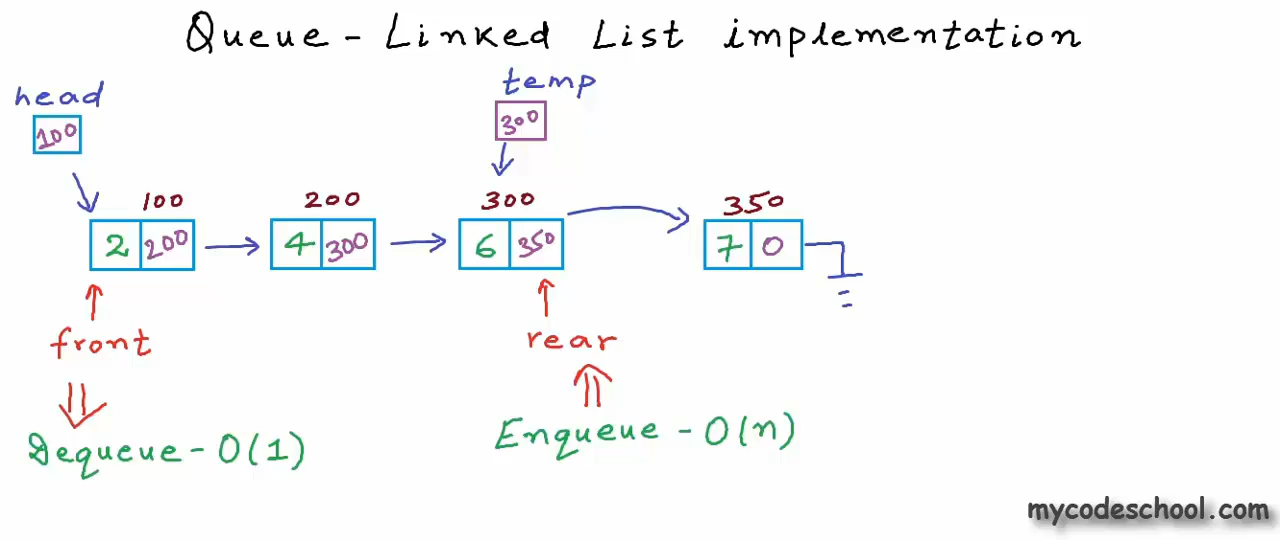 Queue - Linked List implementation
head
temp
100
300
100
200
300
350
2 200
4 300
6 350
7 0
front
rear
Dequeue - O(1)
Enqueue - O(n)
mycodeschool.com